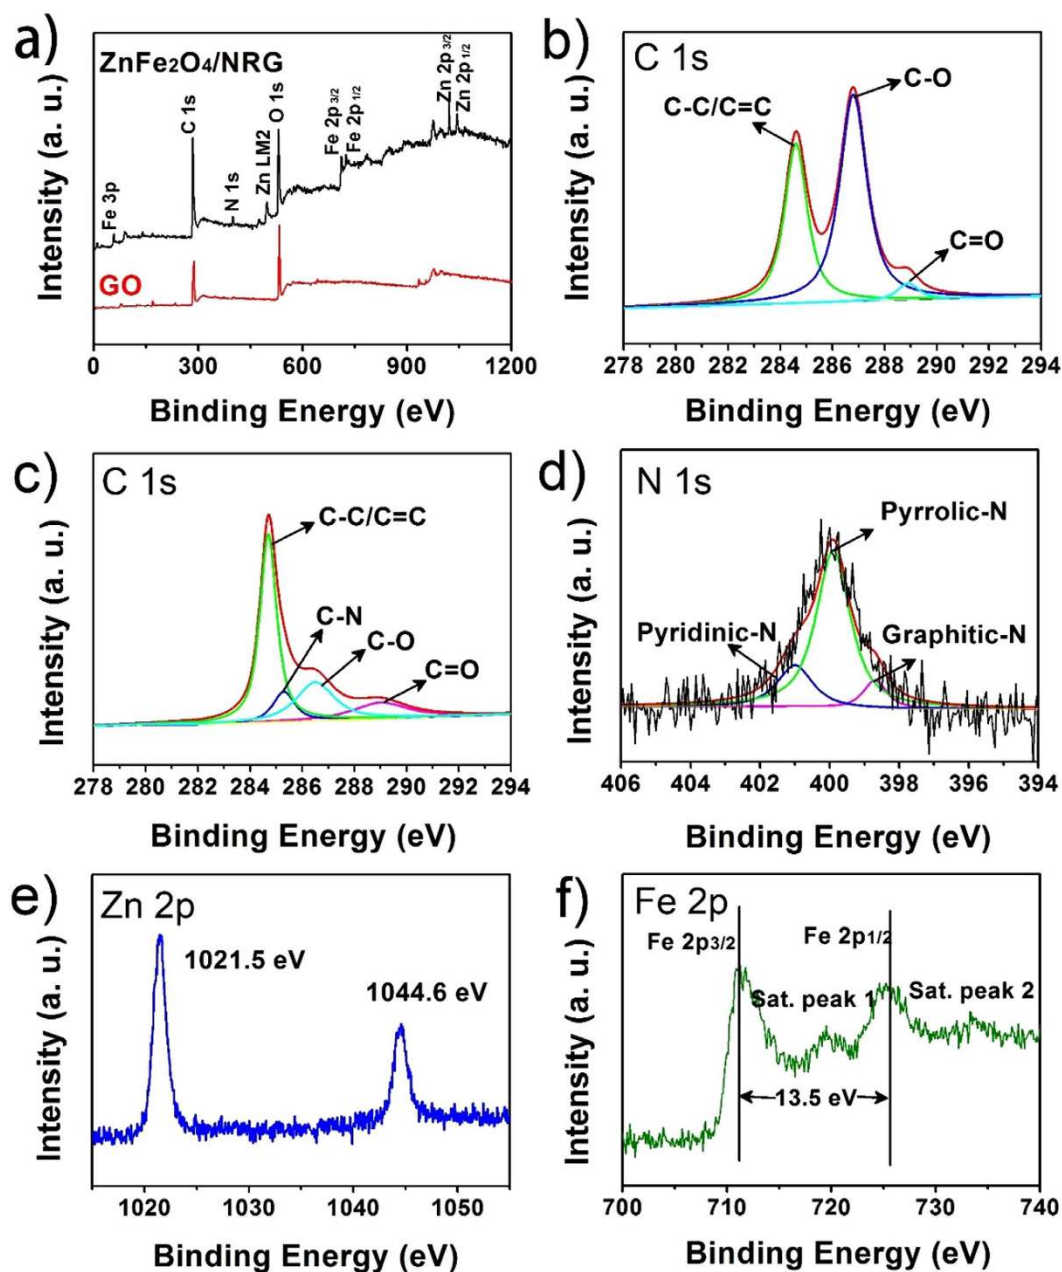 a)
ZnFe₂O₄/NRG
Fe 3p
C 1s
N 1s
Zn LM2
O 1s
Fe 2p 3/2
Fe 2p 1/2
Zn 2p 3/2
Zn 2p 1/2
GO
Intensity (a. u.)
0 300 600 900 1200
Binding Energy (eV)
b)
C 1s
C-C/C=C
C-O
C=O
Intensity (a. u.)
278 280 282 284 286 288 290 292 294
Binding Energy (eV)
c)
C 1s
C-C/C=C
C-N
C-O
C=O
Intensity (a. u.)
278 280 282 284 286 288 290 292 294
Binding Energy (eV)
d)
N 1s
Pyrrolic-N
Pyridinic-N
Graphitic-N
Intensity (a. u.)
406 404 402 400 398 396 394
Binding Energy (eV)
e)
Zn 2p
1021.5 eV
1044.6 eV
Intensity (a. u.)
1020 1030 1040 1050
Binding Energy (eV)
f)
Fe 2p
Fe 2p3/2
Fe 2p1/2
Sat. peak 1
Sat. peak 2
13.5 eV
Intensity (a. u.)
700 710 720 730 740
Binding Energy (eV)